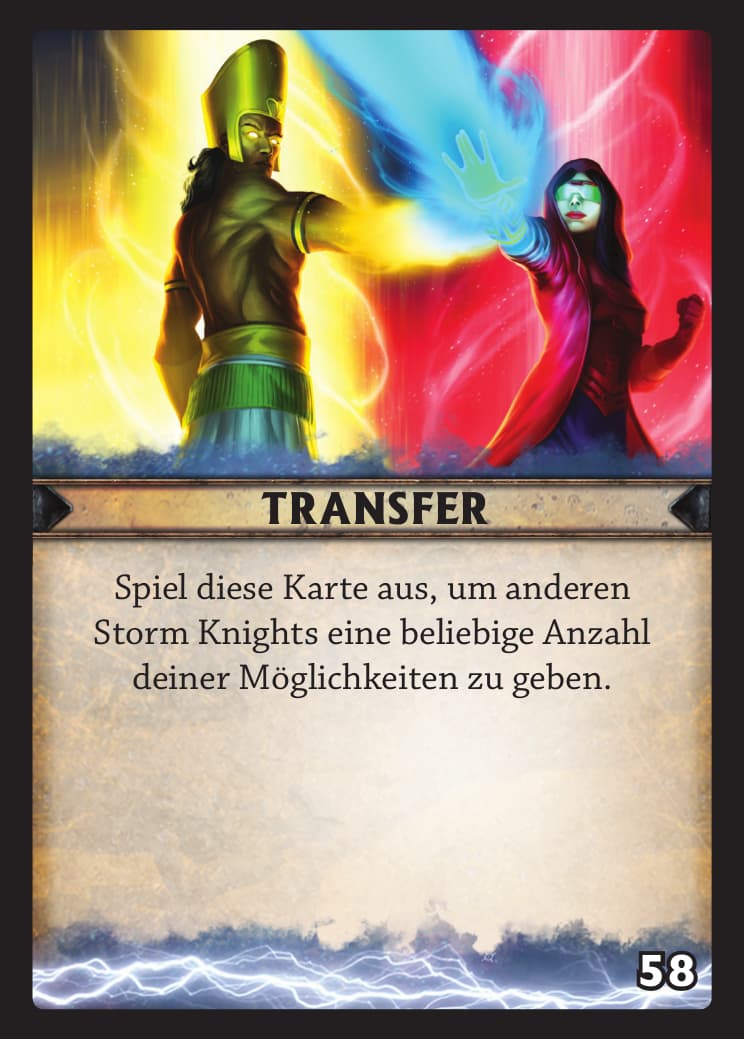 TRANSFER
Spiel diese Karte aus, um anderen
Storm Knights eine beliebige Anzahl
deiner Möglichkeiten zu geben.
58